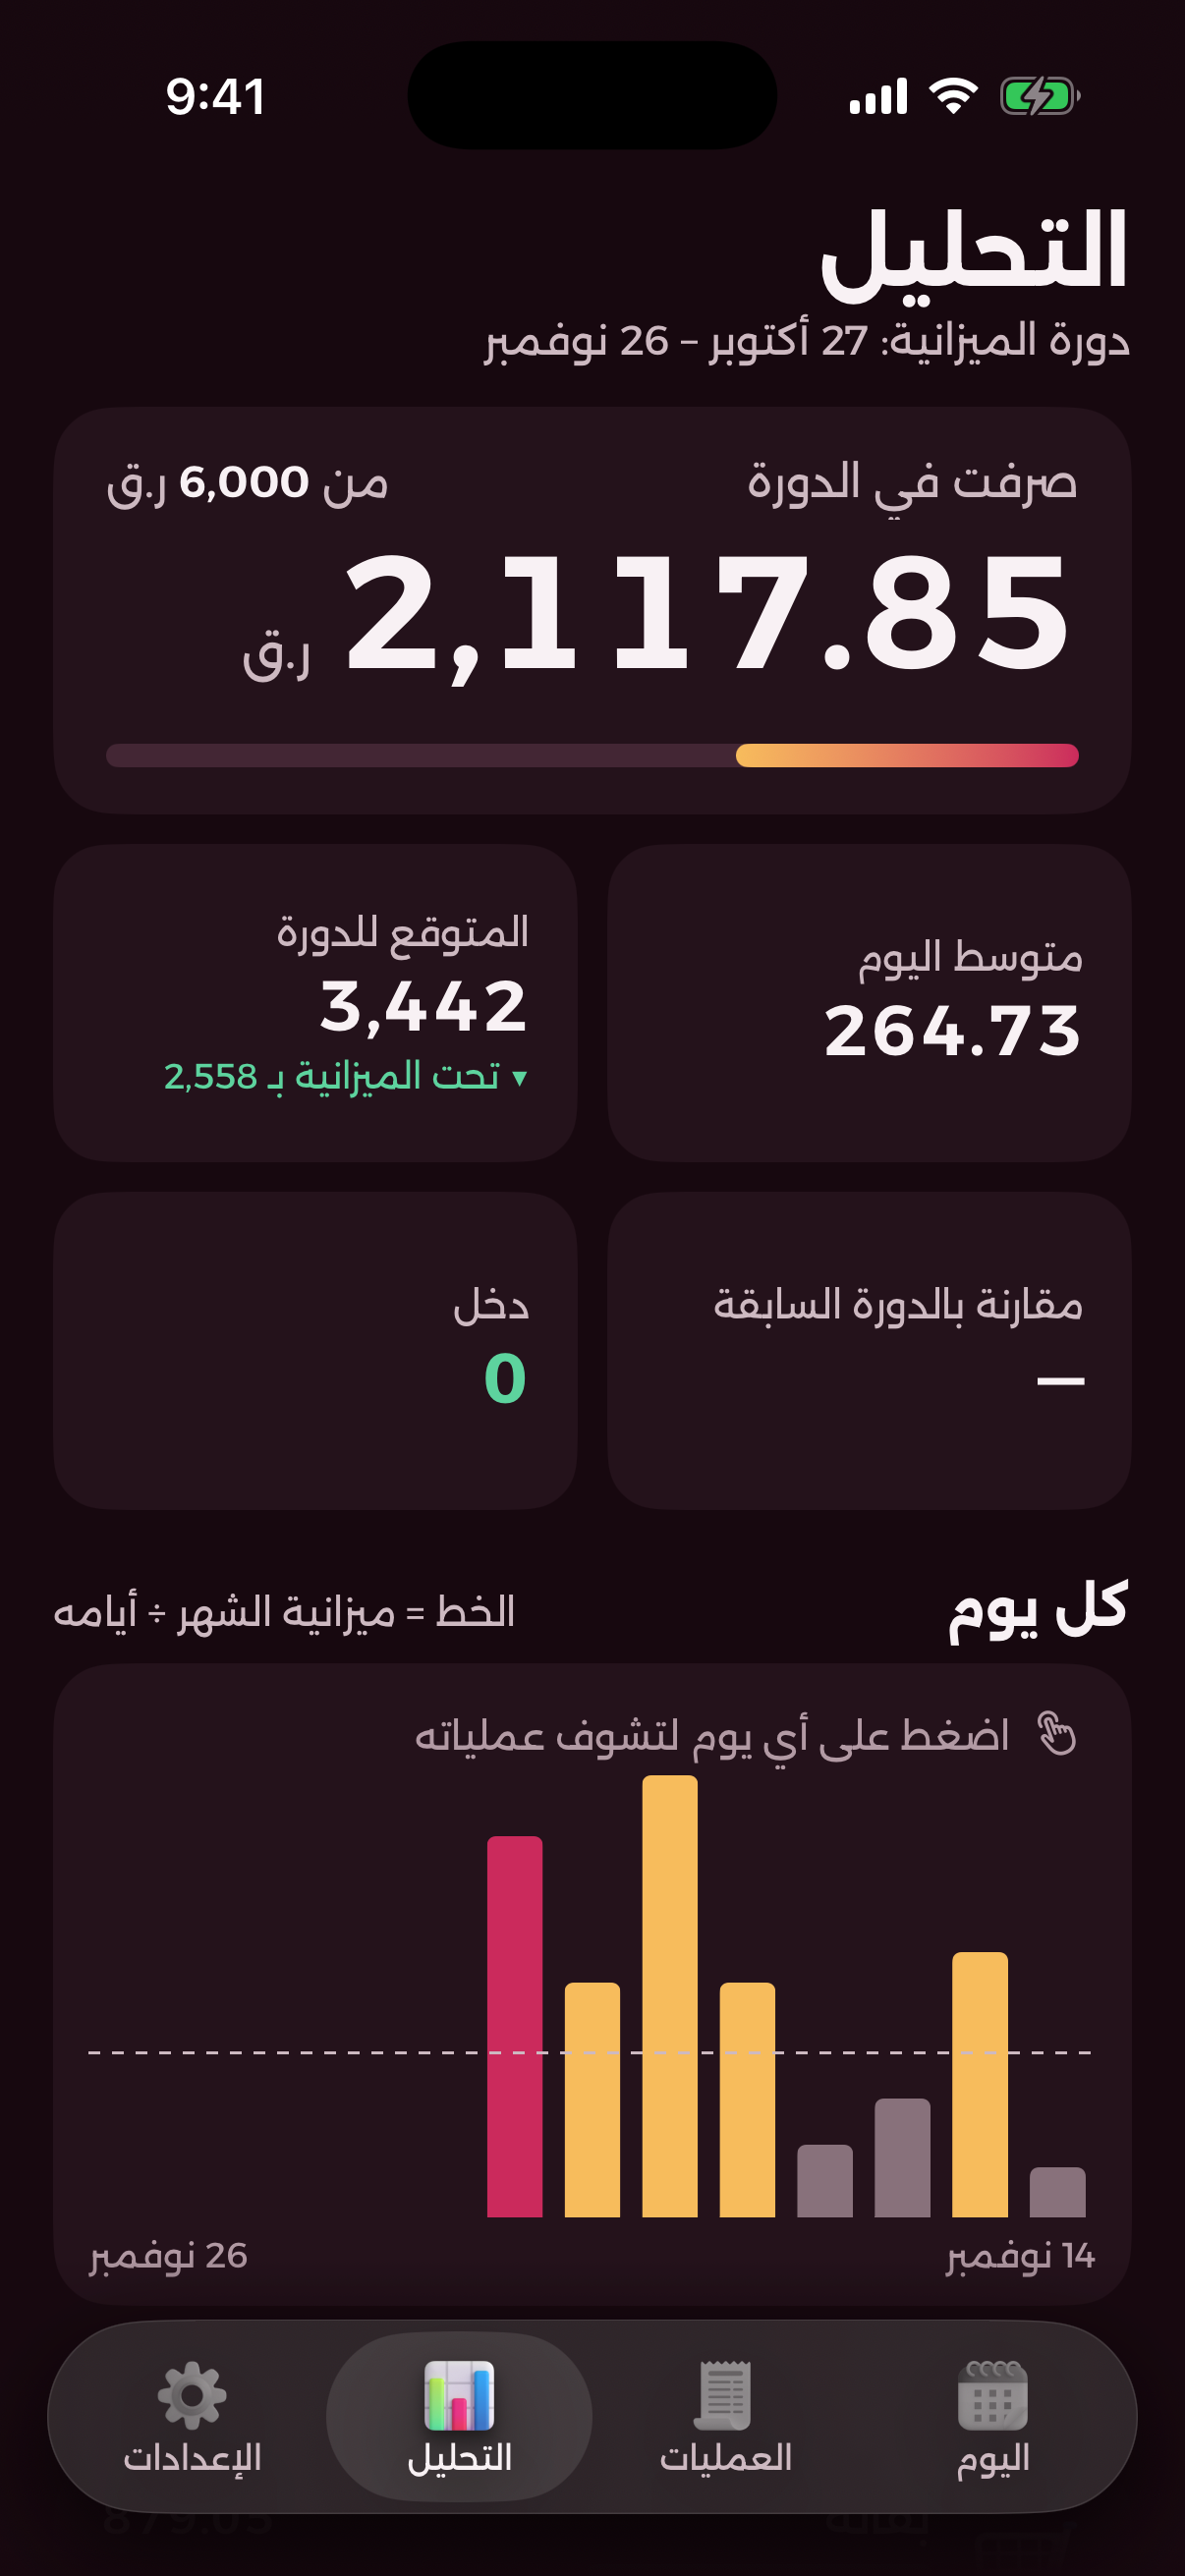 9:41
التحليل
دورة الميزانية: 27 أكتوبر – 26 نوفمبر
صرفت في الدورة
من 6,000 ر.ق
2,117.85 ر.ق
متوسط اليوم
264.73
المتوقع للدورة
3,442
▾ تحت الميزانية بـ 2,558
مقارنة بالدورة السابقة
—
دخل
0
كل يوم
الخط = ميزانية الشهر ÷ أيامه
اضغط على أي يوم لتشوف عملياته
14 نوفمبر
26 نوفمبر
اليوم
العمليات
التحليل
الإعدادات